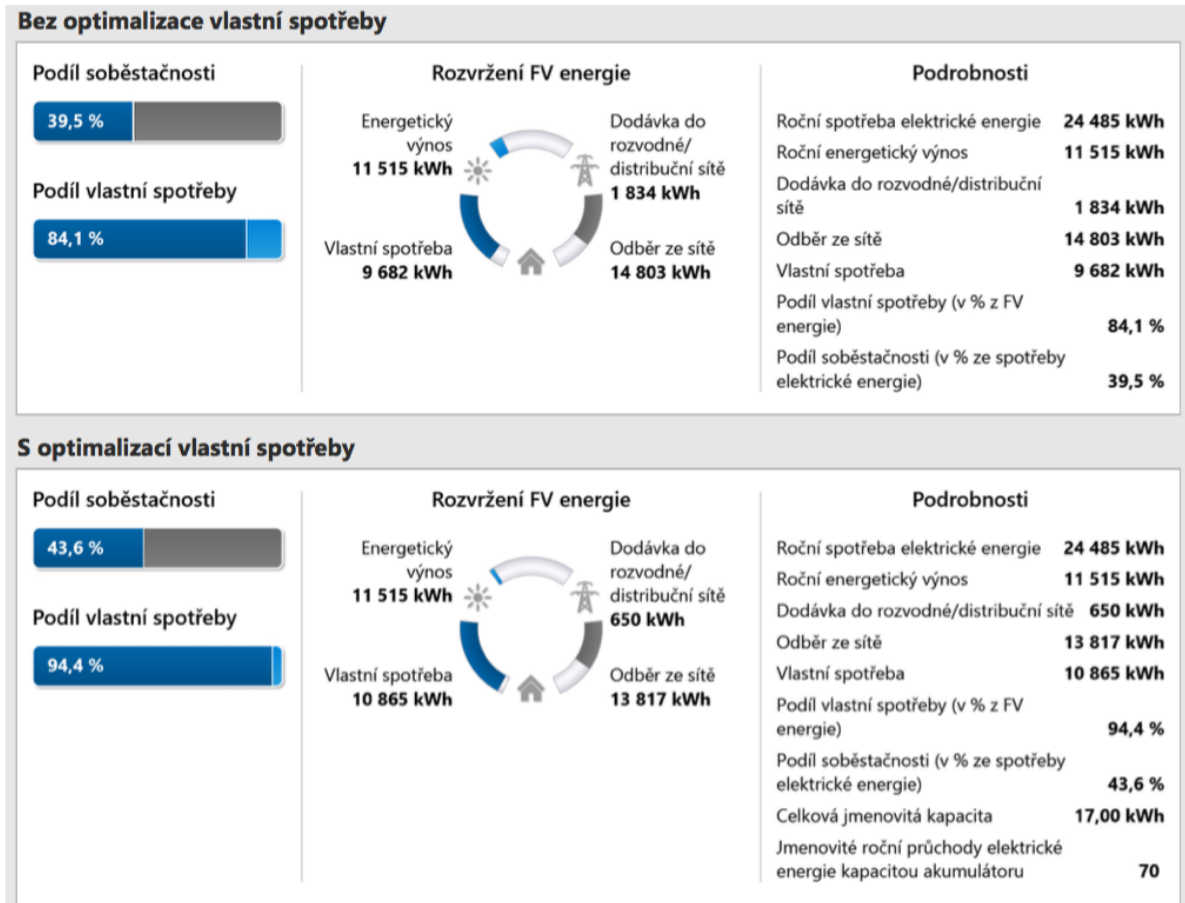 Bez optimalizace vlastní spotřeby
Podíl soběstačnosti
39,5 %
Podíl vlastní spotřeby
84,1 %
Rozvržení FV energie
Energetický
výnos
11 515 kWh
Dodávka do
rozvodné/
distribuční sítě
1 834 kWh
Vlastní spotřeba
9 682 kWh
Odběr ze sítě
14 803 kWh
Podrobnosti
Roční spotřeba elektrické energie 24 485 kWh
Roční energetický výnos 11 515 kWh
Dodávka do rozvodné/distribuční
sítě 1 834 kWh
Odběr ze sítě 14 803 kWh
Vlastní spotřeba 9 682 kWh
Podíl vlastní spotřeby (v % z FV
energie) 84,1 %
Podíl soběstačnosti (v % ze spotřeby
elektrické energie) 39,5 %
S optimalizací vlastní spotřeby
Podíl soběstačnosti
43,6 %
Podíl vlastní spotřeby
94,4 %
Rozvržení FV energie
Energetický
výnos
11 515 kWh
Dodávka do
rozvodné/
distribuční sítě
650 kWh
Vlastní spotřeba
10 865 kWh
Odběr ze sítě
13 817 kWh
Podrobnosti
Roční spotřeba elektrické energie 24 485 kWh
Roční energetický výnos 11 515 kWh
Dodávka do rozvodné/distribuční sítě 650 kWh
Odběr ze sítě 13 817 kWh
Vlastní spotřeba 10 865 kWh
Podíl vlastní spotřeby (v % z FV
energie) 94,4 %
Podíl soběstačnosti (v % ze spotřeby
elektrické energie) 43,6 %
Celková jmenovitá kapacita 17,00 kWh
Jmenovité roční průchody elektrické
energie kapacitou akumulátoru 70